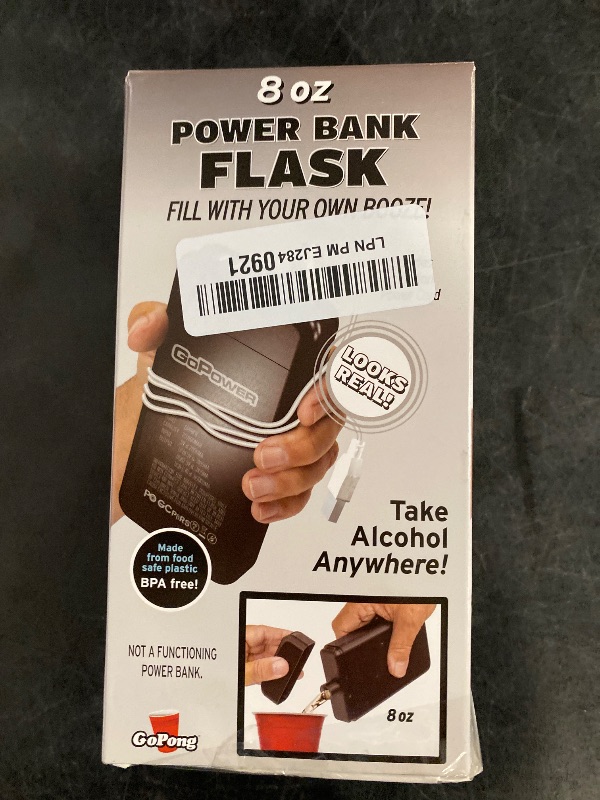 8 oz
POWER BANK
FLASK
FILL WITH YOUR OWN BOOZE!
LPN PM EJ284 0921
d
GoPOWER
LOOKS
REAL!
Take
Alcohol
Anywhere!
Made
from food
safe plastic
BPA free!
NOT A FUNCTIONING
POWER BANK.
8 oz
GoPong